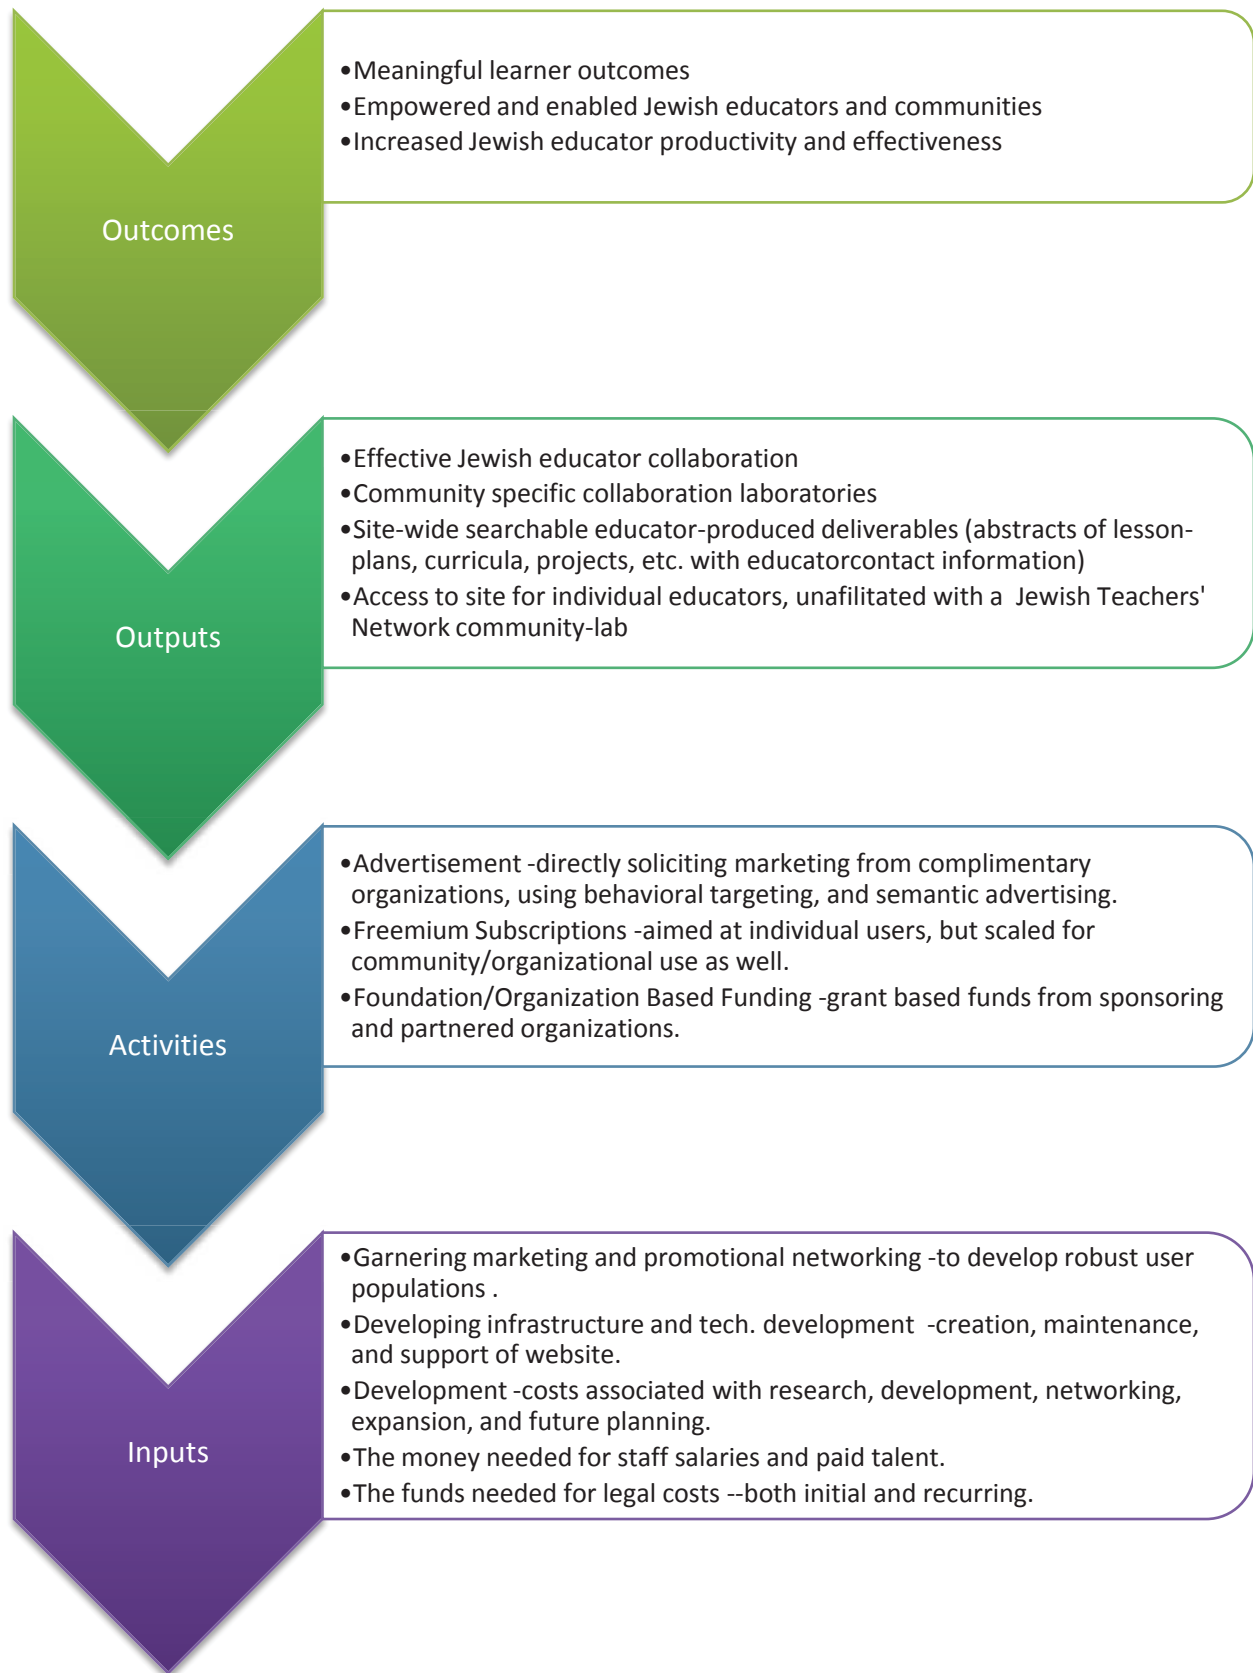 •Meaningful learner outcomes
•Empowered and enabled Jewish educators and communities
•Increased Jewish educator productivity and effectiveness
Outcomes
•Effective Jewish educator collaboration
•Community specific collaboration laboratories
•Site-wide searchable educator-produced deliverables (abstracts of lesson-
plans, curricula, projects, etc. with educatorcontact information)
•Access to site for individual educators, unafilitated with a  Jewish Teachers'
Network community-lab
Outputs
•Advertisement -directly soliciting marketing from complimentary
organizations, using behavioral targeting, and semantic advertising.
•Freemium Subscriptions -aimed at individual users, but scaled for
community/organizational use as well.
•Foundation/Organization Based Funding -grant based funds from sponsoring
and partnered organizations.
Activities
•Garnering marketing and promotional networking -to develop robust user
populations .
•Developing infrastructure and tech. development  -creation, maintenance,
and support of website.
•Development -costs associated with research, development, networking,
expansion, and future planning.
•The money needed for staff salaries and paid talent.
•The funds needed for legal costs --both initial and recurring.
Inputs